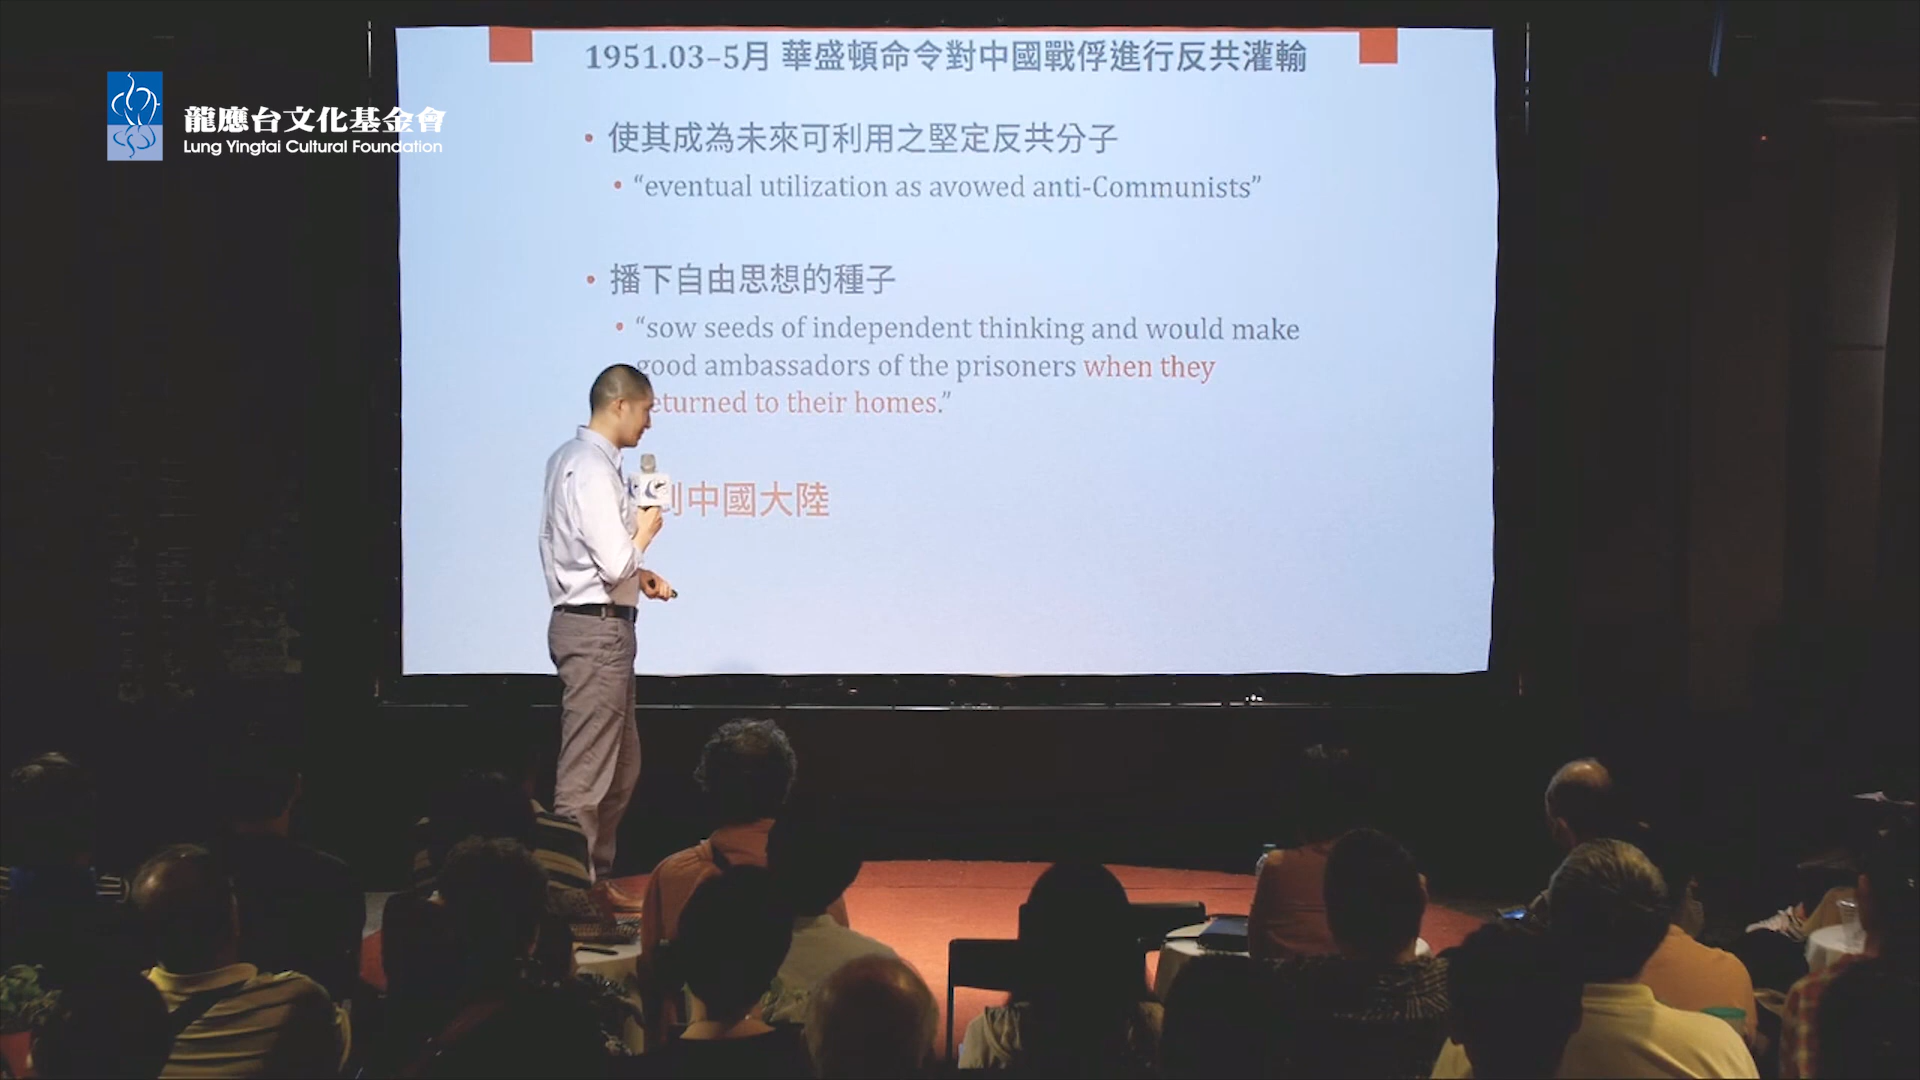 龍應台文化基金會
Lung Yingtai Cultural Foundation
1951.03–5月 華盛頓命令對中國戰俘進行反共灌輸
• 使其成為未來可利用之堅定反共分子
• “eventual utilization as avowed anti-Communists”
• 播下自由思想的種子
• “sow seeds of independent thinking and would make
good ambassadors of the prisoners when they
returned to their homes.”
到中國大陸